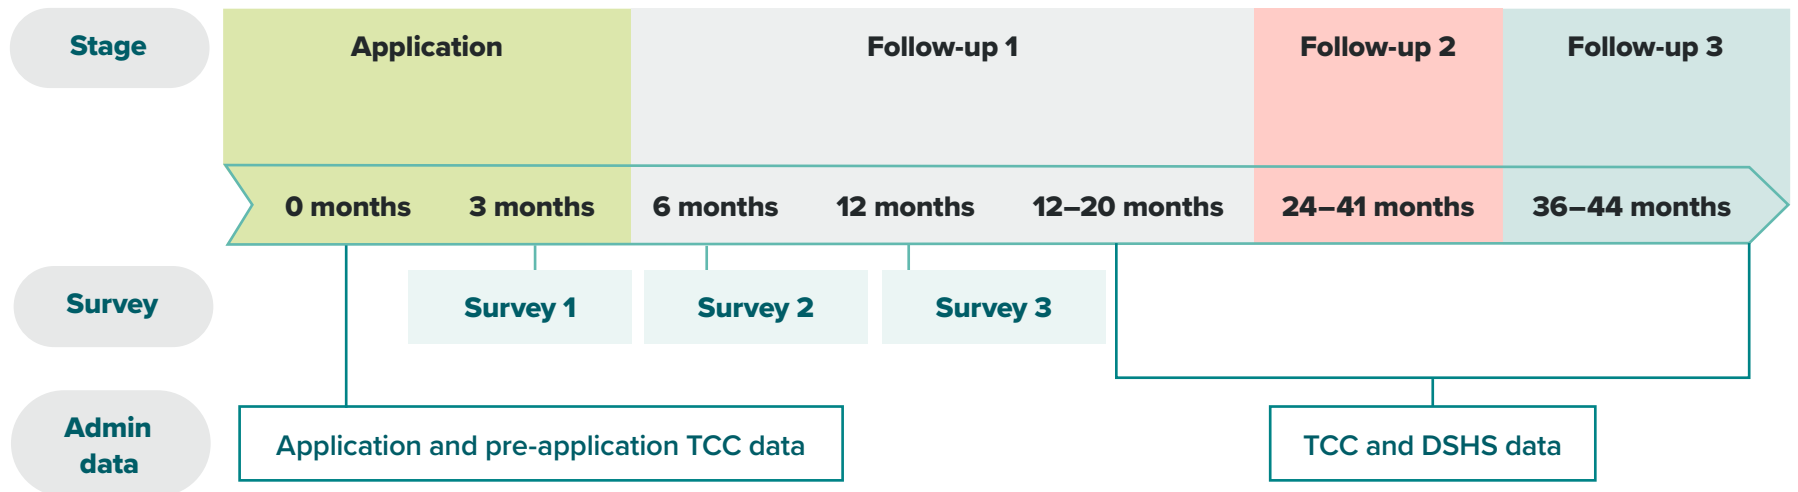 Stage
Application
Follow-up 1
Follow-up 2
Follow-up 3
0 months
3 months
6 months
12 months
12–20 months
24–41 months
36–44 months
Survey
Survey 1
Survey 2
Survey 3
Admin
data
Application and pre-application TCC data
TCC and DSHS data